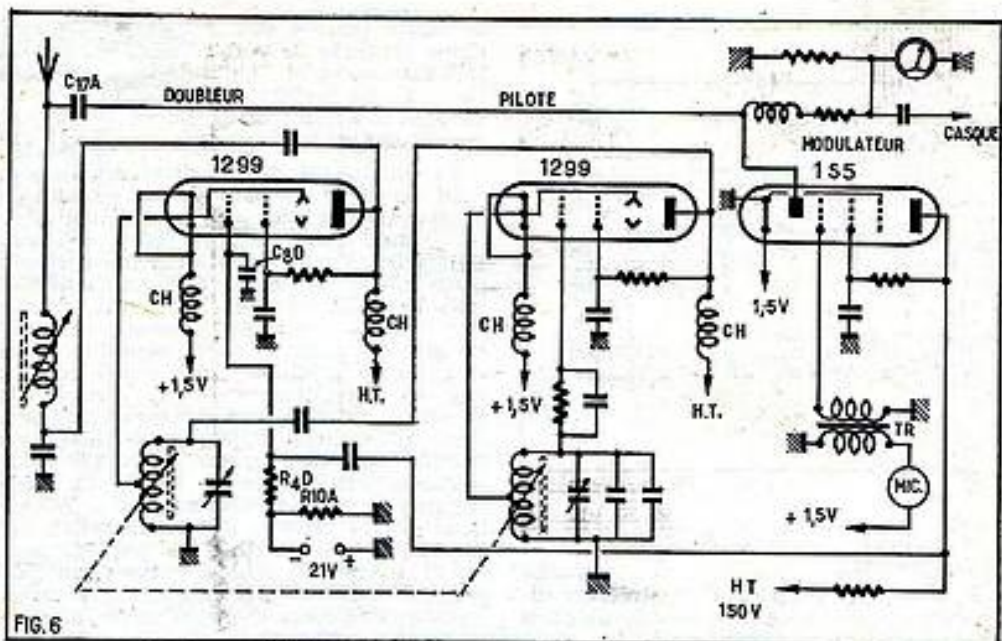 C17A
DOUBLEUR
PILOTE
CASQUE
MODULATEUR
1299
1299
1S5
C8D
CH
CH
CH
CH
1,5V
+1,5V
H.T.
+1,5V
H.T.
TR
R4D
R10A
MIC.
+1,5V
- 21V +
HT
150V
FIG.6